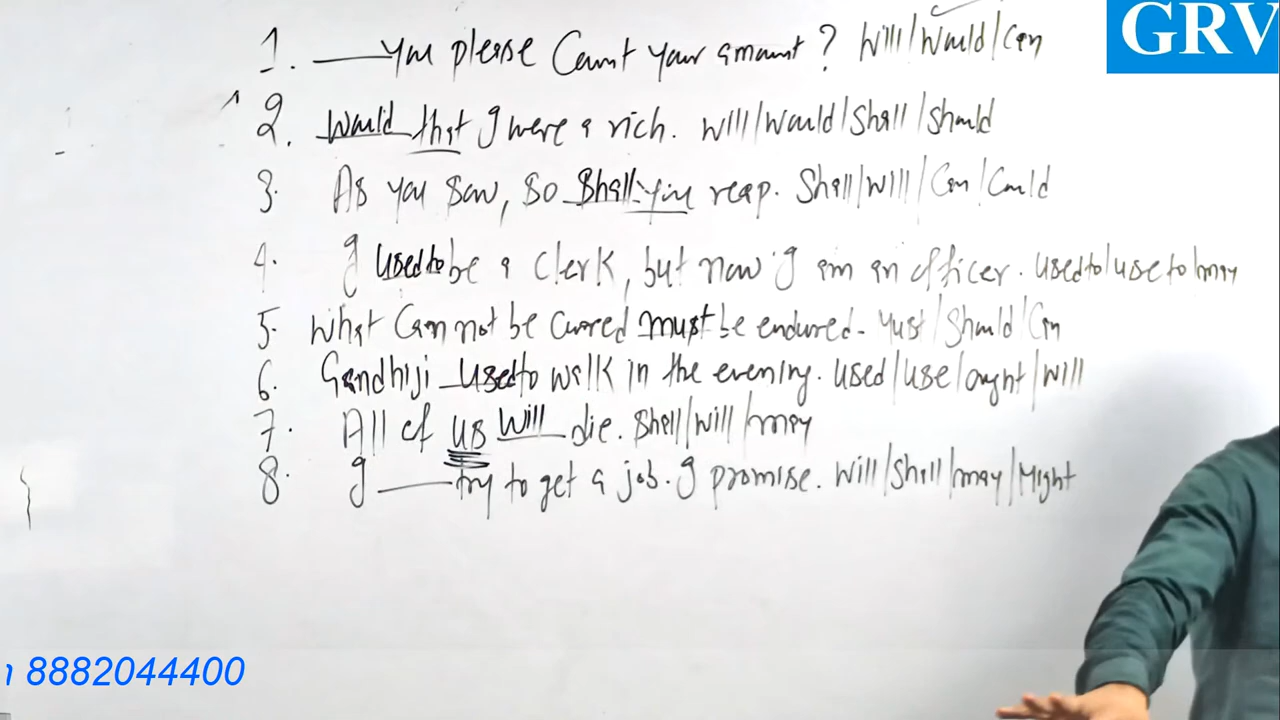 GRV
1. ____ You please Count your amount? Will/Would/Can
2. Would that I were a rich. Will/Would/Shall/Should
3. As you Sow, So Shall you reap. Shall/Will/Can/Could
4. I Used to be a Clerk, but now I am an officer. Used to/use to/may
5. What Can not be Cured must be endured. Must/Should/Can
6. Gandhiji Used to walk in the evening. Used/Use/ought/will
7. All of us Will die. Shall/Will/may
8. I ____ try to get a job. I promise. Will/Shall/may/Might
8882044400